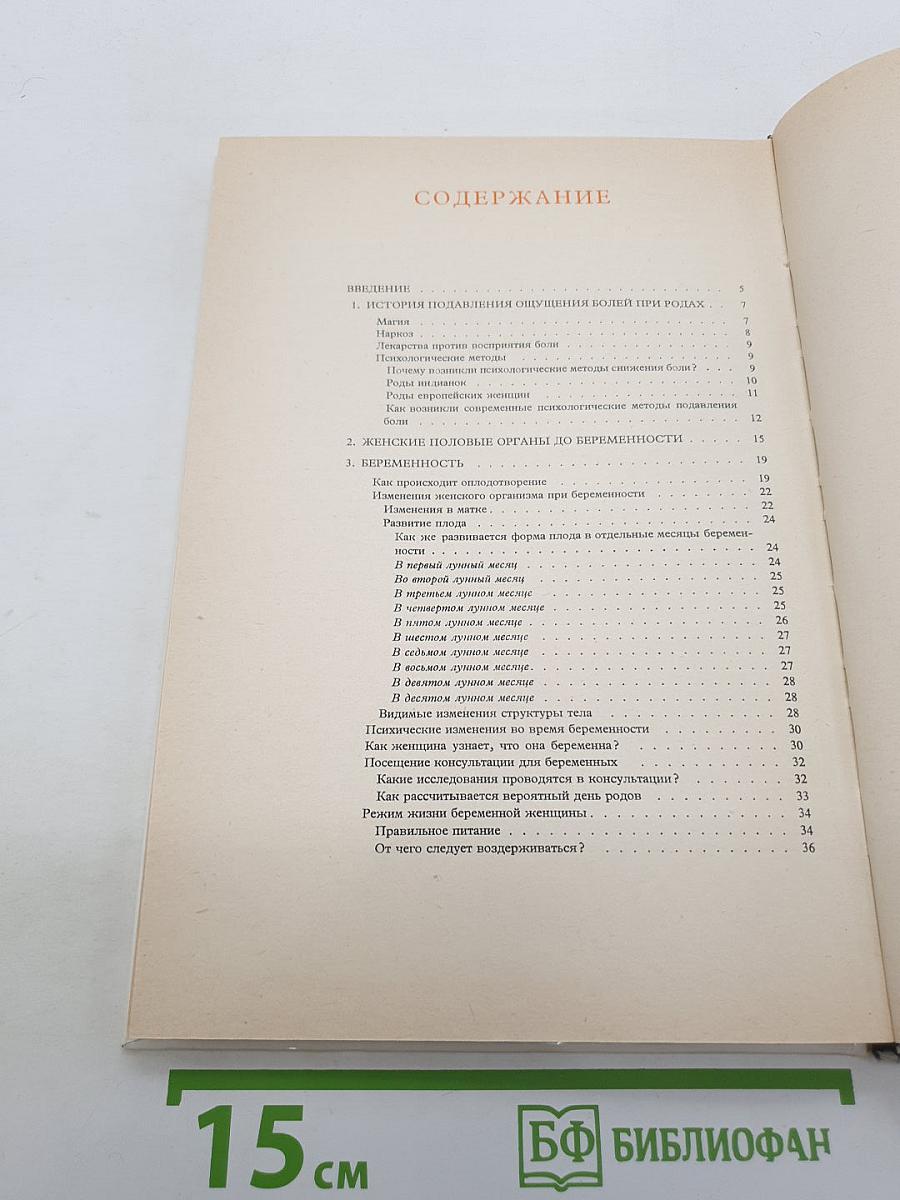 СОДЕРЖАНИЕ
ВВЕДЕНИЕ . . . . . . . . . . . . . . . . . . . . . . . . . . 5
1. ИСТОРИЯ ПОДАВЛЕНИЯ ОЩУЩЕНИЯ БОЛЕЙ ПРИ РОДАХ . . 7
Магия . . . . . . . . . . . . . . . . . . . . . . . . . . 7
Наркоз . . . . . . . . . . . . . . . . . . . . . . . . . . 8
Лекарства против восприятия боли . . . . . . . . . . . . . . 9
Психологические методы . . . . . . . . . . . . . . . . . . 9
Почему возникли психологические методы снижения боли? . . . 9
Роды индианок . . . . . . . . . . . . . . . . . . . . . . 10
Роды европейских женщин . . . . . . . . . . . . . . . . 11
Как возникли современные психологические методы подавления
боли . . . . . . . . . . . . . . . . . . . . . . . . . . 12
2. ЖЕНСКИЕ ПОЛОВЫЕ ОРГАНЫ ДО БЕРЕМЕННОСТИ . . . . . 15
3. БЕРЕМЕННОСТЬ . . . . . . . . . . . . . . . . . . . . . . 19
Как происходит оплодотворение . . . . . . . . . . . . . . . 19
Изменения женского организма при беременности . . . . . . . . 22
Изменения в матке . . . . . . . . . . . . . . . . . . . . 22
Развитие плода . . . . . . . . . . . . . . . . . . . . . . 24
Как же развивается форма плода в отдельные месяцы беремен-
ности . . . . . . . . . . . . . . . . . . . . . . . . . 24
В первый лунный месяц . . . . . . . . . . . . . . . . . 24
Во второй лунный месяц . . . . . . . . . . . . . . . . 25
В третьем лунном месяце . . . . . . . . . . . . . . . . 25
В четвертом лунном месяце . . . . . . . . . . . . . . . 25
В пятом лунном месяце . . . . . . . . . . . . . . . . . 26
В шестом лунном месяце . . . . . . . . . . . . . . . . 27
В седьмом лунном месяце . . . . . . . . . . . . . . . . 27
В восьмом лунном месяце . . . . . . . . . . . . . . . . 27
В девятом лунном месяце . . . . . . . . . . . . . . . . 28
В десятом лунном месяце . . . . . . . . . . . . . . . . 28
Видимые изменения структуры тела . . . . . . . . . . . . 28
Психические изменения во время беременности . . . . . . . . 30
Как женщина узнает, что она беременна? . . . . . . . . . . 30
Посещение консультации для беременных . . . . . . . . . . . 32
Какие исследования проводятся в консультации? . . . . . . . 32
Как рассчитывается вероятный день родов . . . . . . . . . . 33
Режим жизни беременной женщины . . . . . . . . . . . . . . 34
Правильное питание . . . . . . . . . . . . . . . . . . . 34
От чего следует воздерживаться? . . . . . . . . . . . . . 36
15 см
БФ БИБЛИОФАН